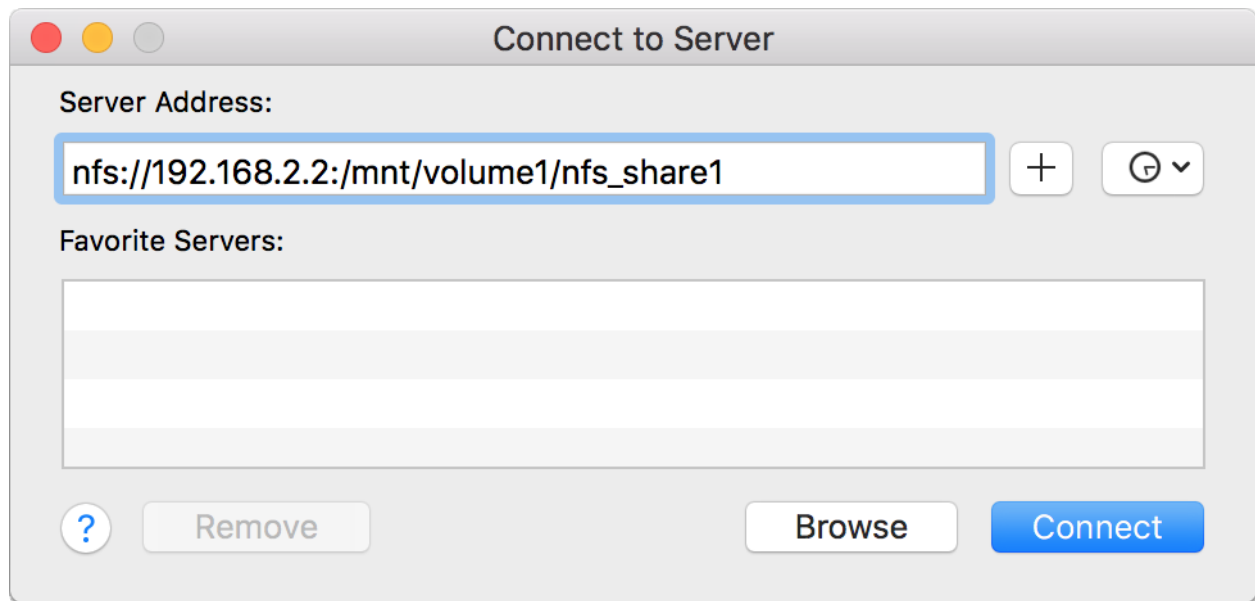 Connect to Server
Server Address:
nfs://192.168.2.2:/mnt/volume1/nfs_share1
Favorite Servers:
? Remove Browse Connect